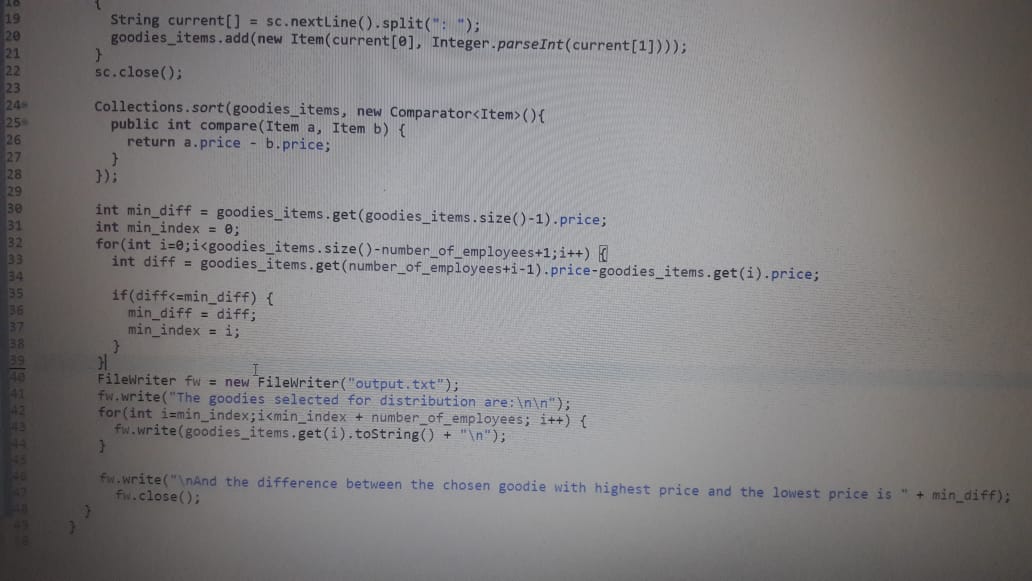 18 {
19 String current[] = sc.nextLine().split(": ");
20 goodies_items.add(new Item(current[0], Integer.parseInt(current[1])));
21 }
22 sc.close();
23
24 Collections.sort(goodies_items, new Comparator<Item>(){
25 public int compare(Item a, Item b) {
26 return a.price - b.price;
27 }
28 });
29
30 int min_diff = goodies_items.get(goodies_items.size()-1).price;
31 int min_index = 0;
32 for(int i=0;i<goodies_items.size()-number_of_employees+1;i++) {
33 int diff = goodies_items.get(number_of_employees+i-1).price-goodies_items.get(i).price;
34
35 if(diff<=min_diff) {
36 min_diff = diff;
37 min_index = i;
38 }
39 }
40 FileWriter fw = new FileWriter("output.txt");
41 fw.write("The goodies selected for distribution are:\n\n");
42 for(int i=min_index;i<min_index + number_of_employees; i++) {
43 fw.write(goodies_items.get(i).toString() + "\n");
44 }
45
46 fw.write("\nAnd the difference between the chosen goodie with highest price and the lowest price is " + min_diff);
47 fw.close();
48 }
49 }
50